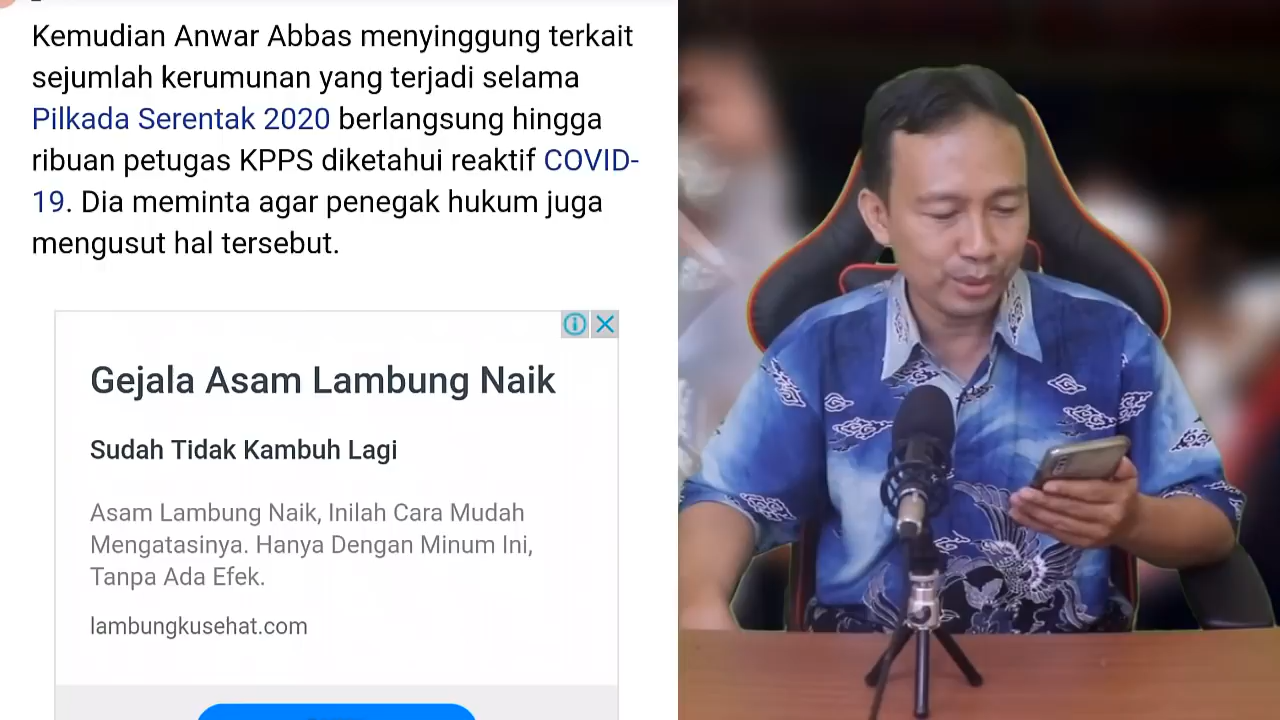 Kemudian Anwar Abbas menyinggung terkait
sejumlah kerumunan yang terjadi selama
Pilkada Serentak 2020 berlangsung hingga
ribuan petugas KPPS diketahui reaktif COVID-
19. Dia meminta agar penegak hukum juga
mengusut hal tersebut.
Gejala Asam Lambung Naik
Sudah Tidak Kambuh Lagi
Asam Lambung Naik, Inilah Cara Mudah
Mengatasinya. Hanya Dengan Minum Ini,
Tanpa Ada Efek.
lambungkusehat.com